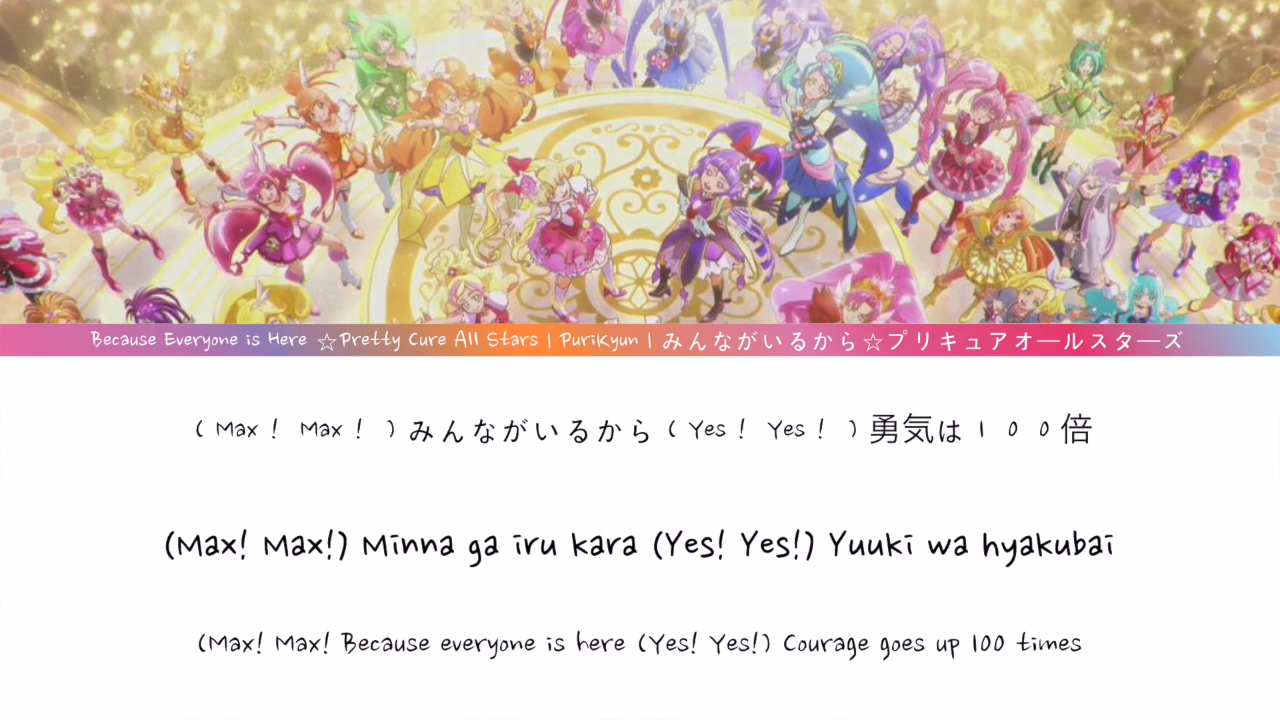 Because Everyone is Here ☆Pretty Cure All Stars | PuriKyun | みんながいるから☆プリキュアオールスターズ
( Max ! Max ! ) みんながいるから ( Yes ! Yes ! ) 勇気は１００倍
(Max! Max!) Minna ga iru kara (Yes! Yes!) Yuuki wa hyakubai
(Max! Max! Because everyone is here (Yes! Yes!) Courage goes up 100 times